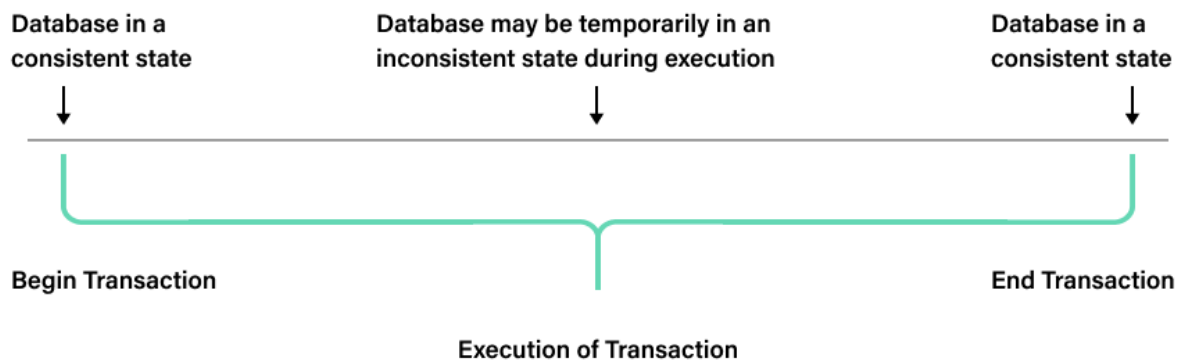 Database in a
consistent state
Database may be temporarily in an
inconsistent state during execution
Database in a
consistent state
Begin Transaction
End Transaction
Execution of Transaction